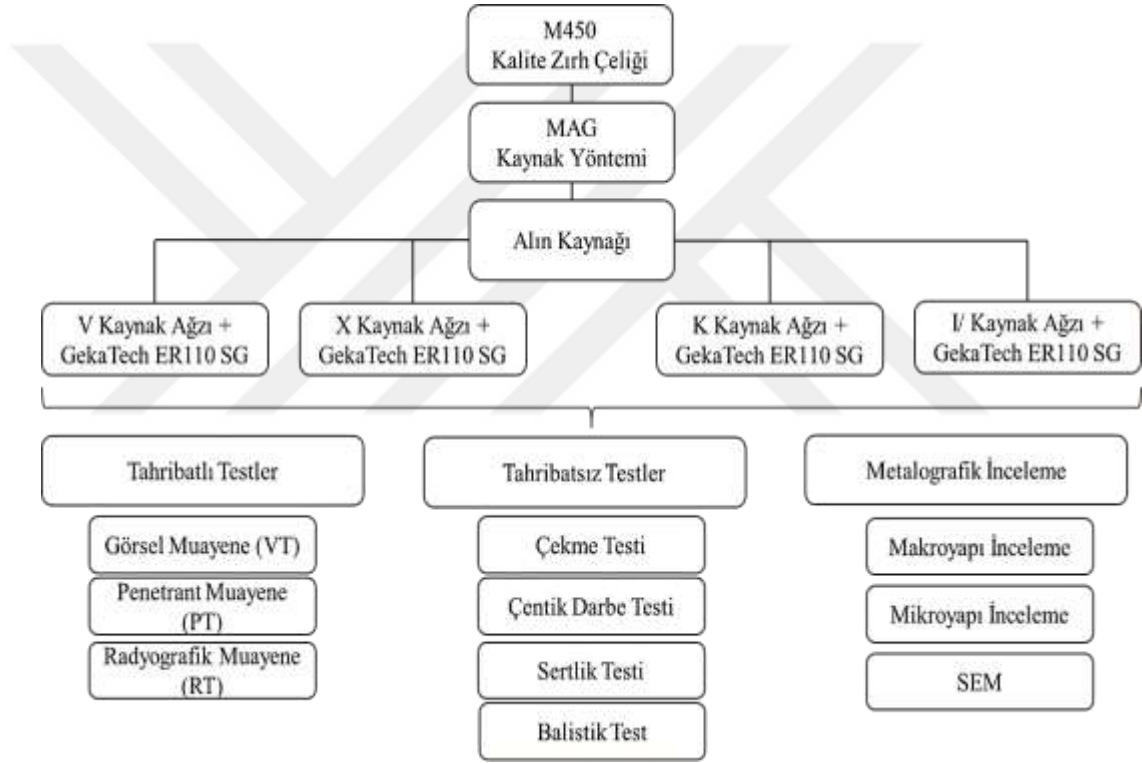 M450
Kalite Zırh Çeliği
MAG
Kaynak Yöntemi
Alın Kaynağı
V Kaynak Ağzı +
GekaTech ER110 SG
X Kaynak Ağzı +
GekaTech ER110 SG
K Kaynak Ağzı +
GekaTech ER110 SG
I/ Kaynak Ağzı +
GekaTech ER110 SG
Tahribatlı Testler
Görsel Muayene (VT)
Penetrant Muayene
(PT)
Radyografik Muayene
(RT)
Tahribatsız Testler
Çekme Testi
Çentik Darbe Testi
Sertlik Testi
Balistik Test
Metalografik İnceleme
Makroyapı İnceleme
Mikroyapı İnceleme
SEM